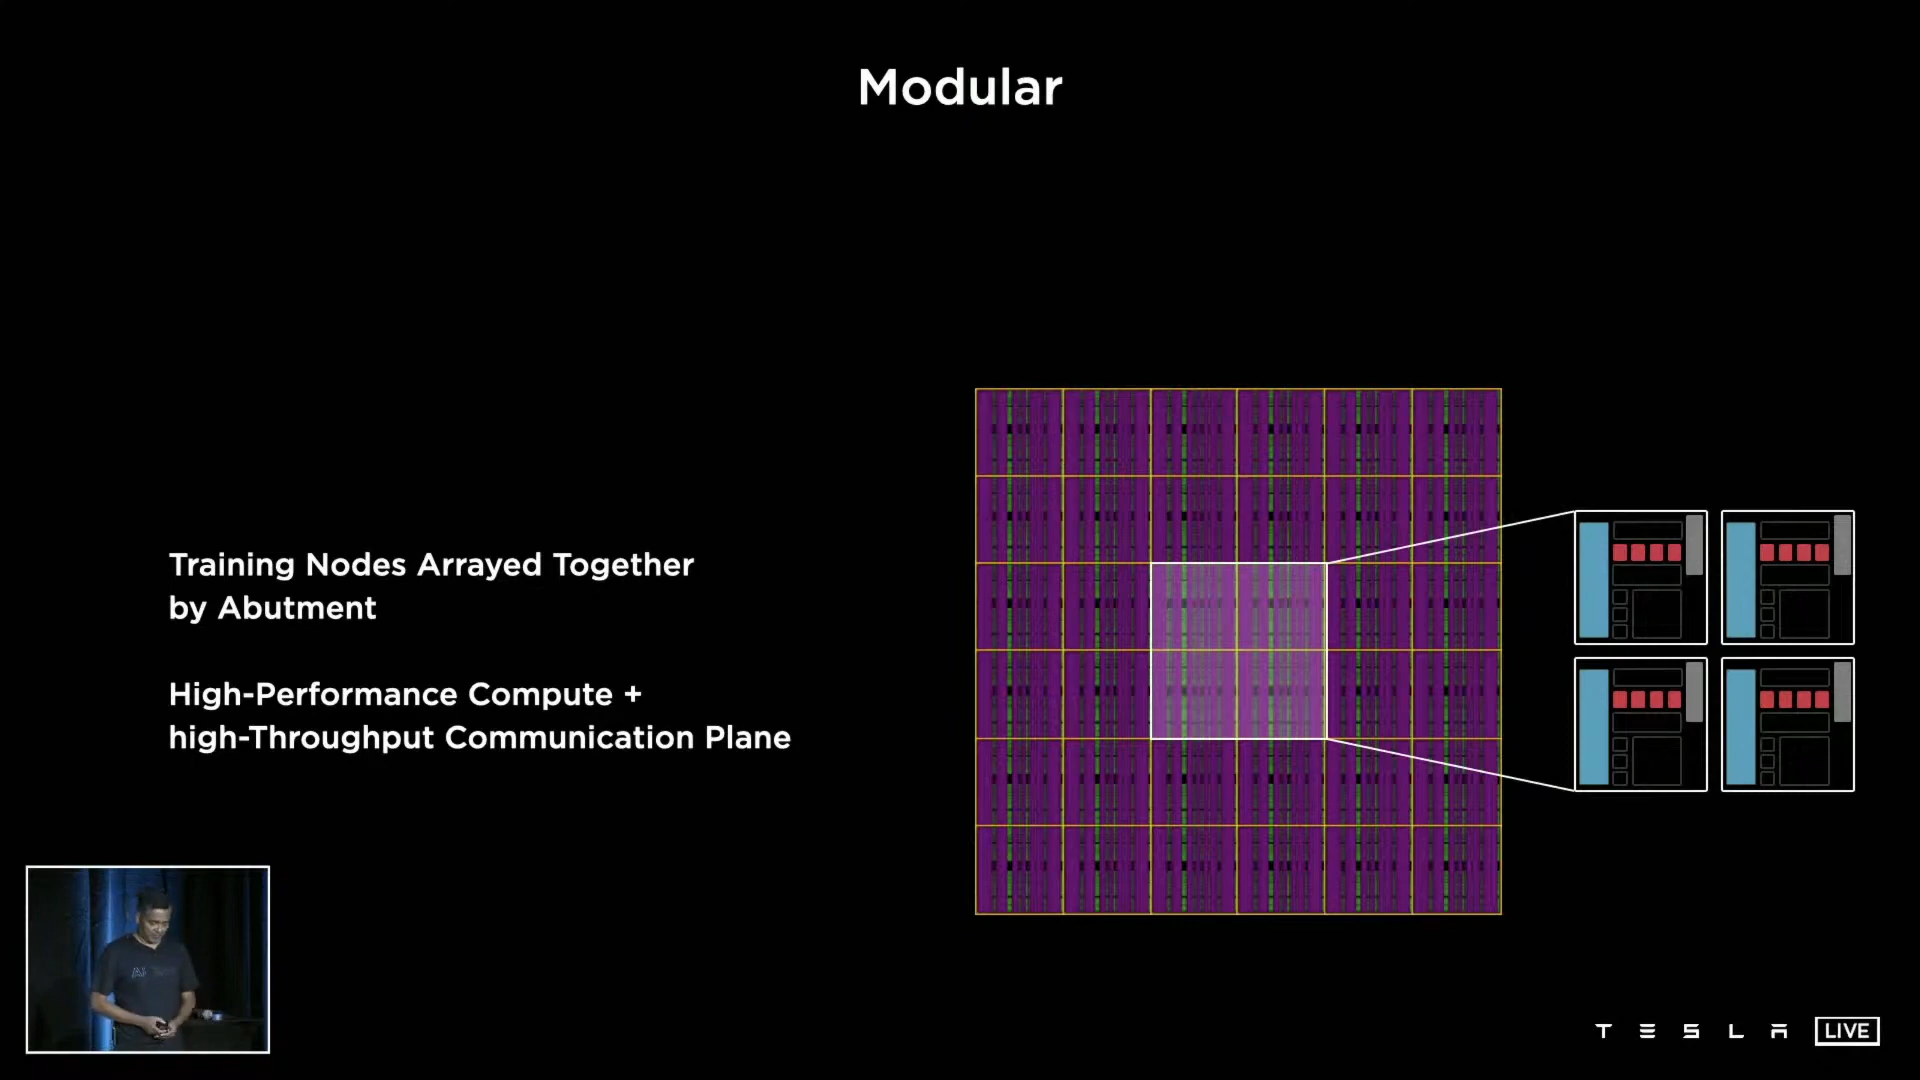 Modular
Training Nodes Arrayed Together
by Abutment
High-Performance Compute +
high-Throughput Communication Plane
TESLA LIVE